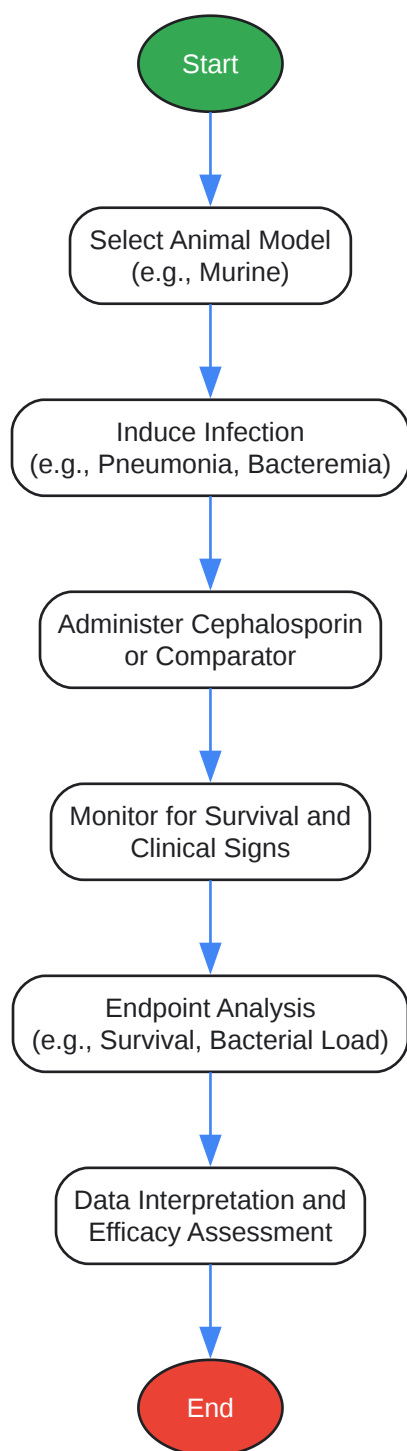 Start
Select Animal Model
(e.g., Murine)
Induce Infection
(e.g., Pneumonia, Bacteremia)
Administer Cephalosporin
or Comparator
Monitor for Survival and
Clinical Signs
Endpoint Analysis
(e.g., Survival, Bacterial Load)
Data Interpretation and
Efficacy Assessment
End